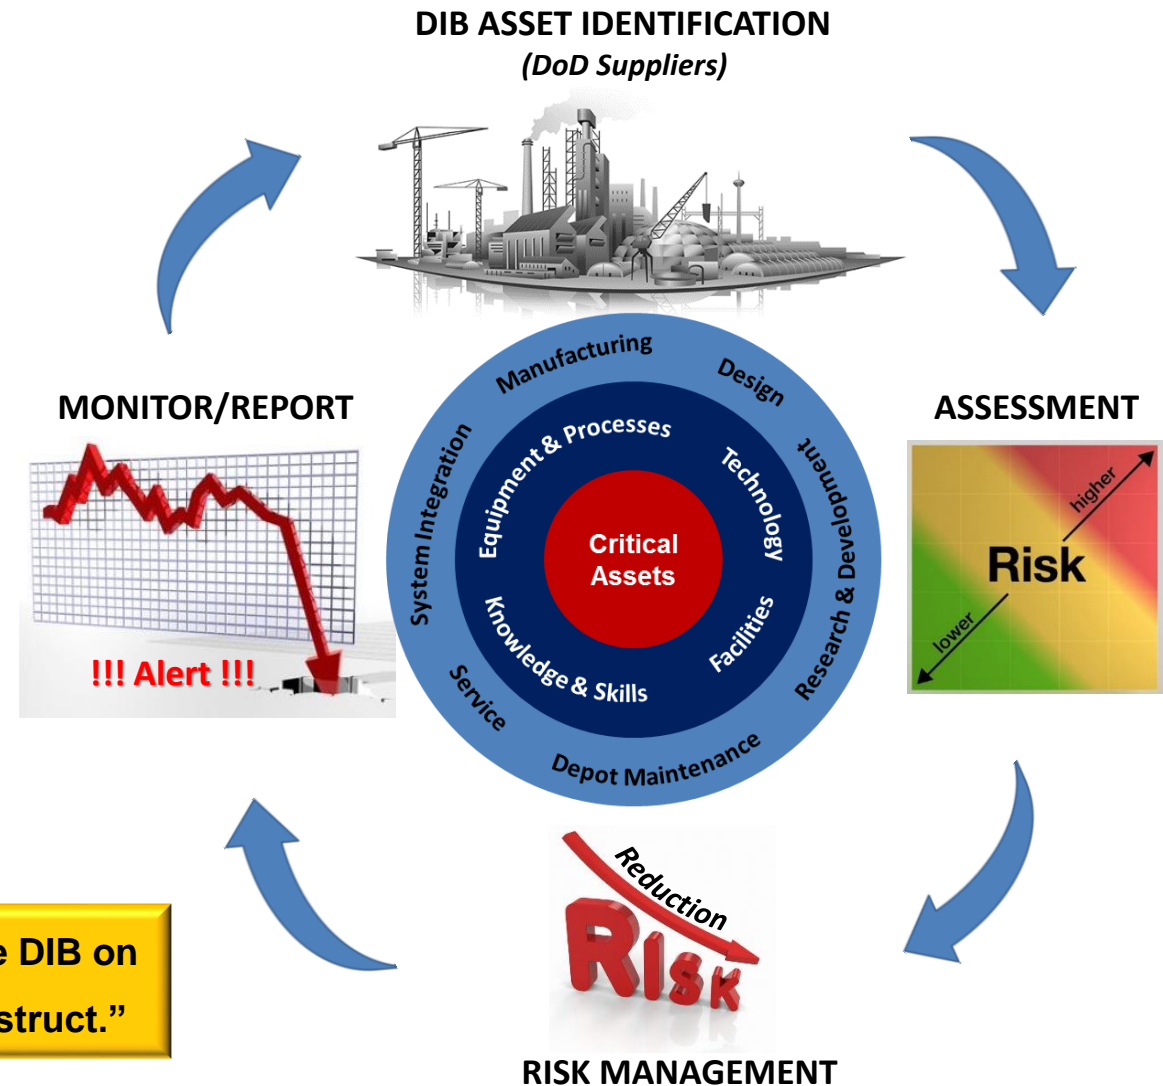 DIB ASSET IDENTIFICATION
(DoD Suppliers)
MONITOR/REPORT
!!! Alert !!!
Manufacturing
Design
Research & Development
Depot Maintenance
Service
System Integration
Equipment & Processes
Technology
Facilities
Knowledge & Skills
Critical
Assets
ASSESSMENT
higher
Risk
lower
Reduction
RISK
RISK MANAGEMENT
e DIB on
struct.”